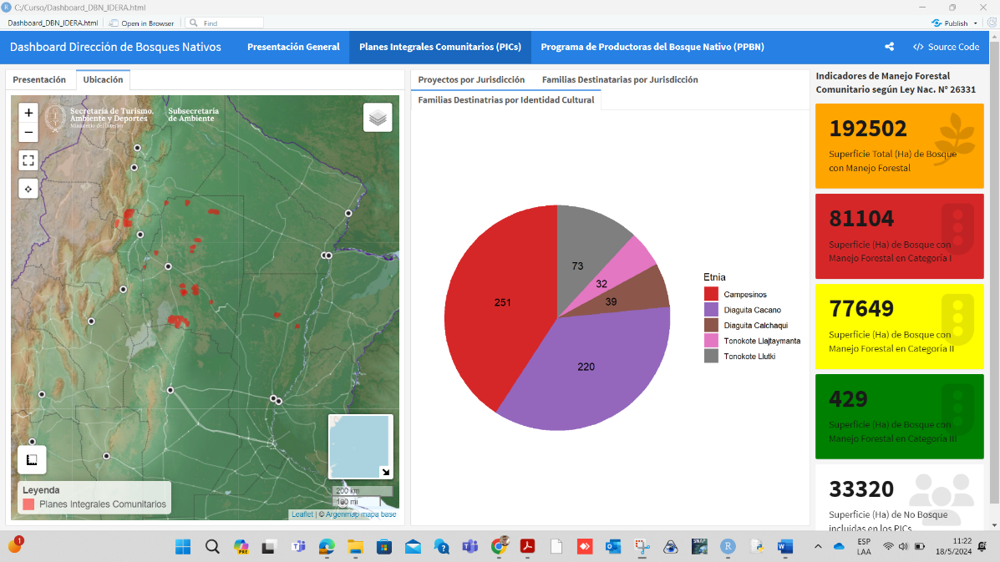 C:/Curso/Dashboard_DBN_IDERA.html
Dashboard_DBN_IDERA.html
Open in Browser
Find
Publish
Dashboard Dirección de Bosques Nativos
Presentación General
Planes Integrales Comunitarios (PICs)
Programa de Productoras del Bosque Nativo (PPBN)
</> Source Code
Presentación
Ubicación
+
−
Secretaría de Turismo,
Ambiente y Deportes
Ministerio del Interior
Subsecretaría
de Ambiente
200 km
100 mi
Leyenda
Planes Integrales Comunitarios
Leaflet | © Argenmap mapa base
Proyectos por Jurisdicción
Familias Destinatarias por Jurisdicción
Familias Destinatrias por Identidad Cultural
73
32
39
251
220
Etnia
Campesinos
Diaguita Cacano
Diaguita Calchaqui
Tonokote Llajtaymanta
Tonokote Llutki
Indicadores de Manejo Forestal
Comunitario según Ley Nac. N° 26331
192502
Superficie Total (Ha) de Bosque
con Manejo Forestal
81104
Superficie (Ha) de Bosque con
Manejo Forestal en Categoría I
77649
Superficie (Ha) de Bosque con
Manejo Forestal en Categoría II
429
Superficie (Ha) de Bosque con
Manejo Forestal en Categoría III
33320
Superficie (Ha) de No Bosque
incluidas en los PICs
1
PRE
SNAP
R
ESP
LAA
11:22
18/5/2024